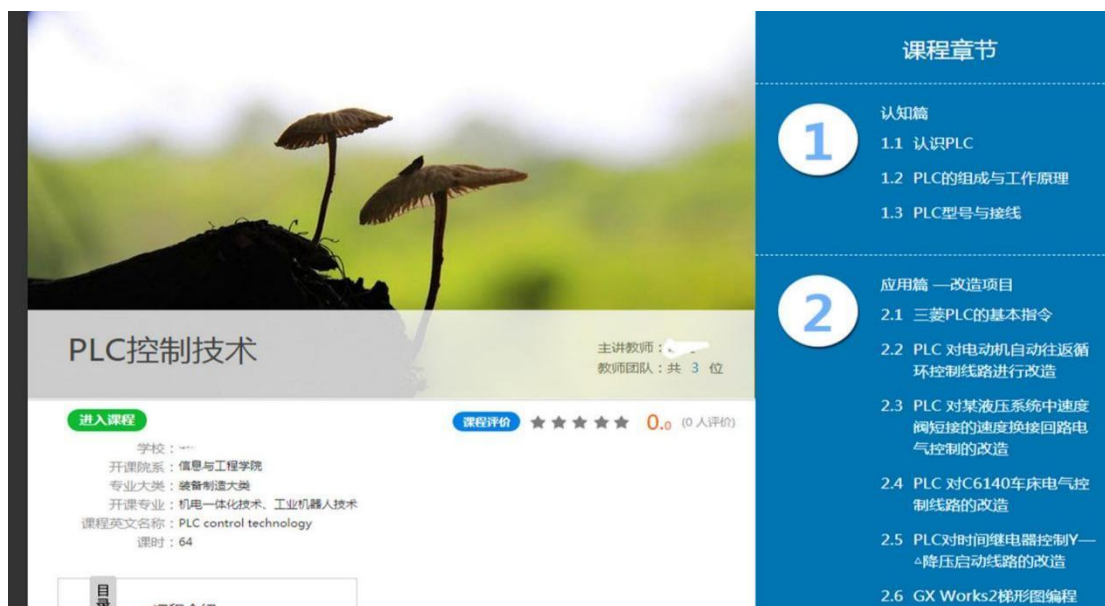 PLC控制技术
主讲教师：
教师团队：共 3 位
进入课程
课程评价
0.0 (0 人评价)
学校：
开课院系：信息与工程学院
专业大类：装备制造大类
开课专业：机电一体化技术、工业机器人技术
课程英文名称：PLC control technology
课时：64
目
课程章节
1
认知篇
1.1 认识PLC
1.2 PLC的组成与工作原理
1.3 PLC型号与接线
2
应用篇 —改造项目
2.1 三菱PLC的基本指令
2.2 PLC 对电动机自动往返循
环控制线路进行改造
2.3 PLC 对某液压系统中速度
阀短接的速度换接回路电
气控制的改造
2.4 PLC 对C6140车床电气控
制线路的改造
2.5 PLC对时间继电器控制Y—
△降压启动线路的改造
2.6 GX Works2梯形图编程